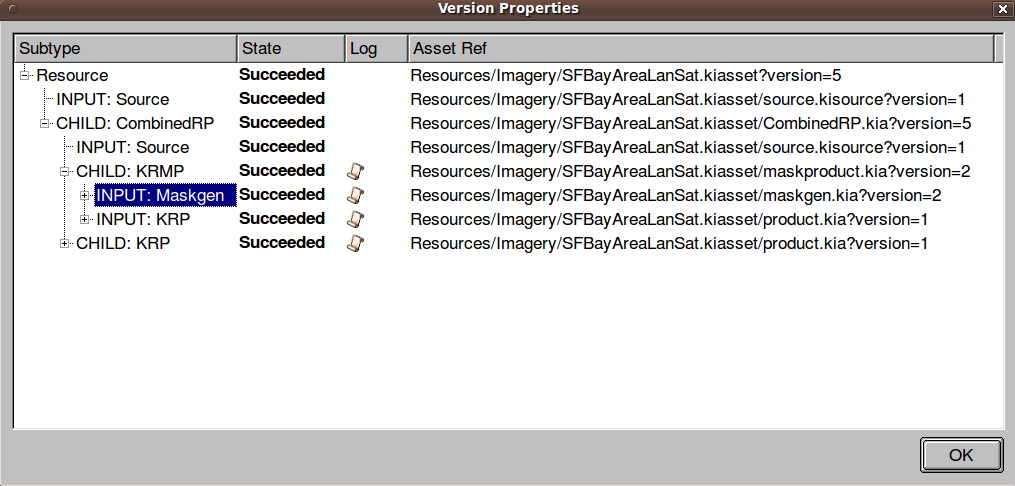 Version Properties
Subtype State Log Asset Ref
Resource Succeeded Resources/Imagery/SFBayAreaLanSat.kiasset?version=5
INPUT: Source Succeeded Resources/Imagery/SFBayAreaLanSat.kiasset/source.kisource?version=1
CHILD: CombinedRP Succeeded Resources/Imagery/SFBayAreaLanSat.kiasset/CombinedRP.kia?version=5
INPUT: Source Succeeded Resources/Imagery/SFBayAreaLanSat.kiasset/source.kisource?version=1
CHILD: KRMP Succeeded Resources/Imagery/SFBayAreaLanSat.kiasset/maskproduct.kia?version=2
INPUT: Maskgen Succeeded Resources/Imagery/SFBayAreaLanSat.kiasset/maskgen.kia?version=2
INPUT: KRP Succeeded Resources/Imagery/SFBayAreaLanSat.kiasset/product.kia?version=1
CHILD: KRP Succeeded Resources/Imagery/SFBayAreaLanSat.kiasset/product.kia?version=1
OK